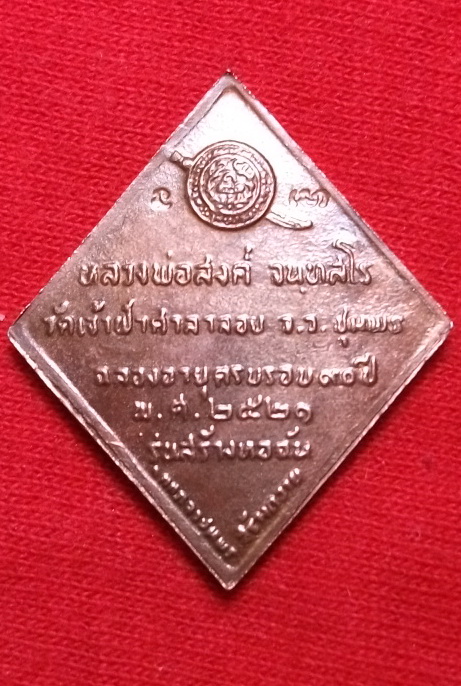 หลวงพ่อสงค์ จนฺทสโร
วัดเจ้าฟ้าศาลาลอย จ.ว.ชุมพร
ฉลองอายุครบรอบ๙๐ปี
พ.ศ.๒๕๒๑
รุ่นสร้างหอฉัน